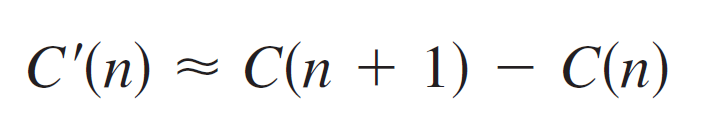 C'(n) ≈ C(n + 1) − C(n)